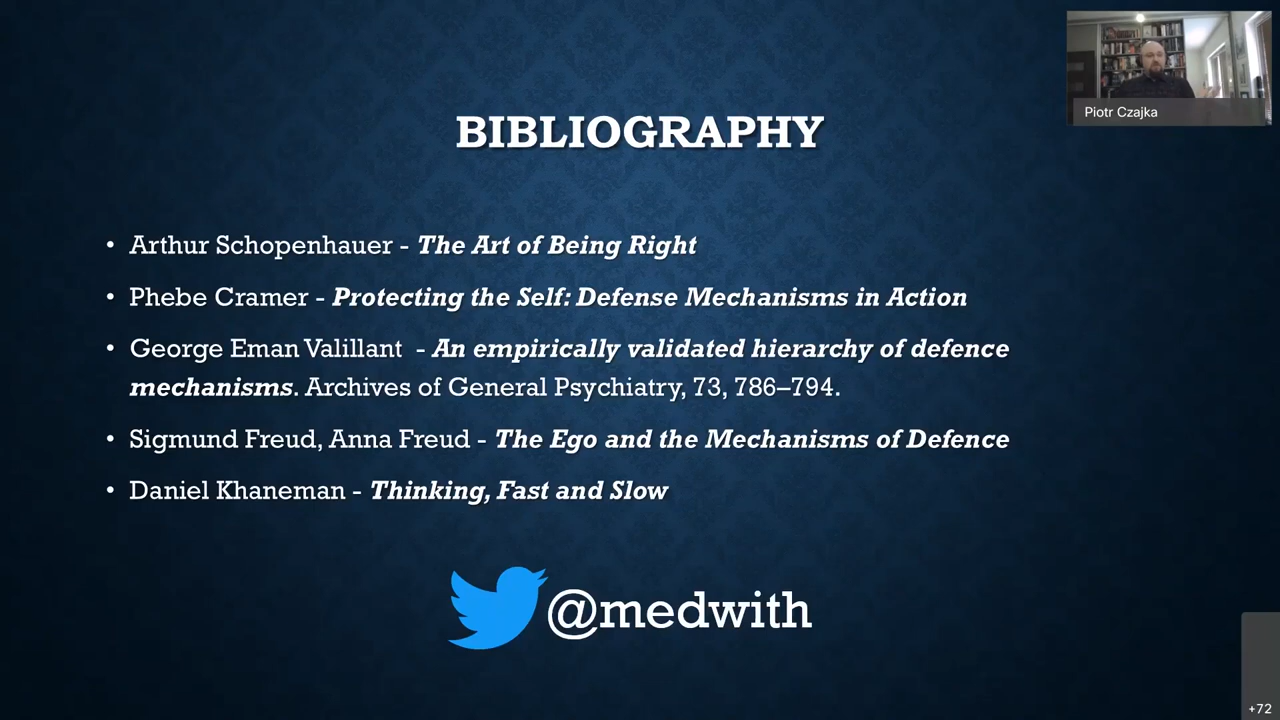 Piotr Czajka
BIBLIOGRAPHY
• Arthur Schopenhauer - The Art of Being Right
• Phebe Cramer - Protecting the Self: Defense Mechanisms in Action
• George Eman Valillant - An empirically validated hierarchy of defence
mechanisms. Archives of General Psychiatry, 73, 786–794.
• Sigmund Freud, Anna Freud - The Ego and the Mechanisms of Defence
• Daniel Khaneman - Thinking, Fast and Slow
@medwith
+72